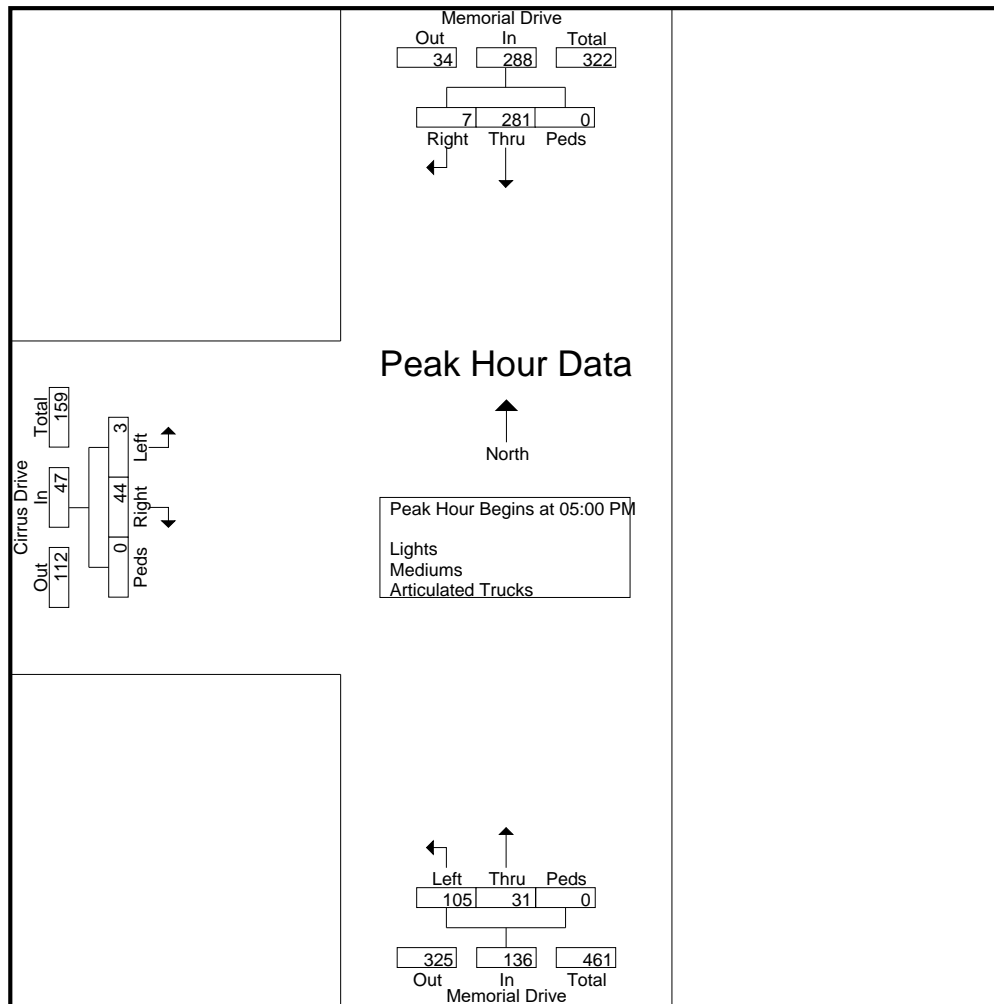 Memorial Drive
Out In Total
34 288 322
7 281 0
Right Thru Peds
Peak Hour Data
North
Peak Hour Begins at 05:00 PM
Lights
Mediums
Articulated Trucks
Cirrus Drive
Out In Total
112 47 159
0 44 3
Peds Right Left
Left Thru Peds
105 31 0
325 136 461
Out In Total
Memorial Drive